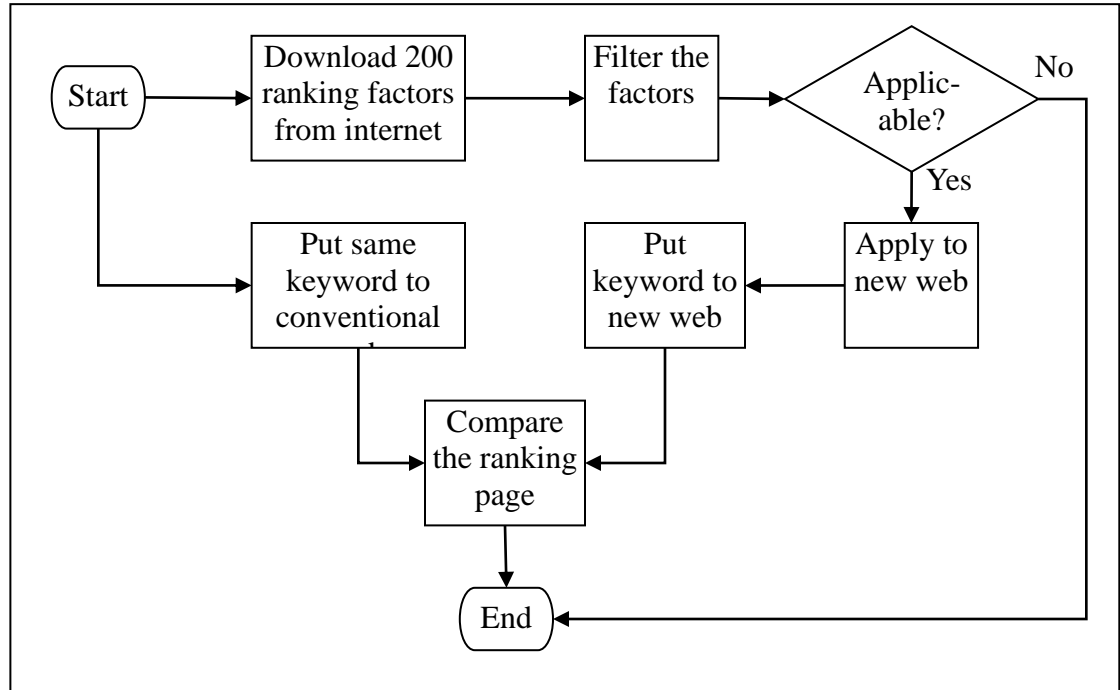 Start
Download 200
ranking factors
from internet
Filter the
factors
Applic-
able?
No
Yes
Put same
keyword to
conventional
Put
keyword to
new web
Apply to
new web
Compare
the ranking
page
End